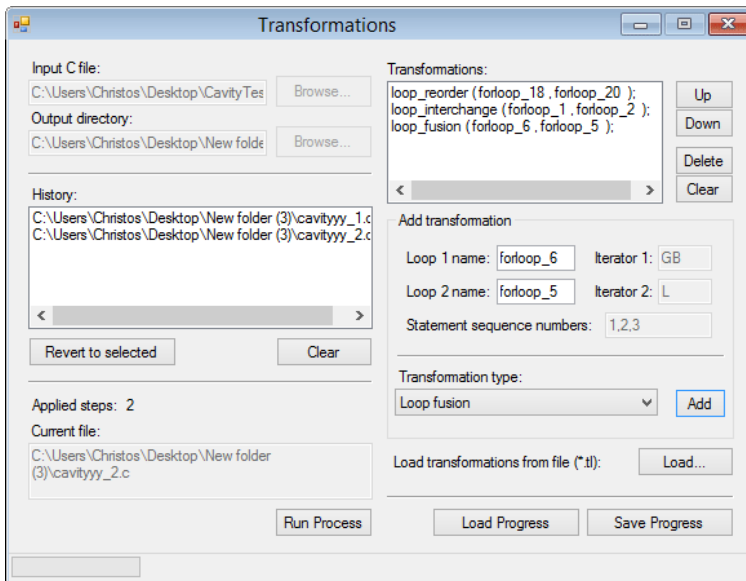 Transformations
Input C file:
C:\Users\Christos\Desktop\CavityTes
Browse...
Output directory:
C:\Users\Christos\Desktop\New folde
Browse...
History:
C:\Users\Christos\Desktop\New folder (3)\cavityyy_1.c
C:\Users\Christos\Desktop\New folder (3)\cavityyy_2.c
Revert to selected
Clear
Applied steps: 2
Current file:
C:\Users\Christos\Desktop\New folder
(3)\cavityyy_2.c
Run Process
Transformations:
loop_reorder ( forloop_18 , forloop_20 );
loop_interchange ( forloop_1 , forloop_2 );
loop_fusion ( forloop_6 , forloop_5 );
Up
Down
Delete
Clear
Add transformation
Loop 1 name: forloop_6 Iterator 1: GB
Loop 2 name: forloop_5 Iterator 2: L
Statement sequence numbers: 1,2,3
Transformation type:
Loop fusion
Add
Load transformations from file (*.tl):
Load...
Load Progress
Save Progress